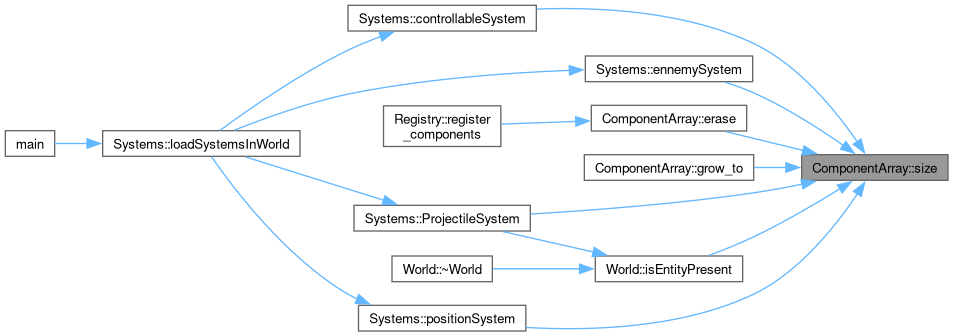 Systems::controllableSystem
Systems::ennemySystem
Registry::register
_components
ComponentArray::erase
main
Systems::loadSystemsInWorld
ComponentArray::grow_to
ComponentArray::size
Systems::ProjectileSystem
World::~World
World::isEntityPresent
Systems::positionSystem